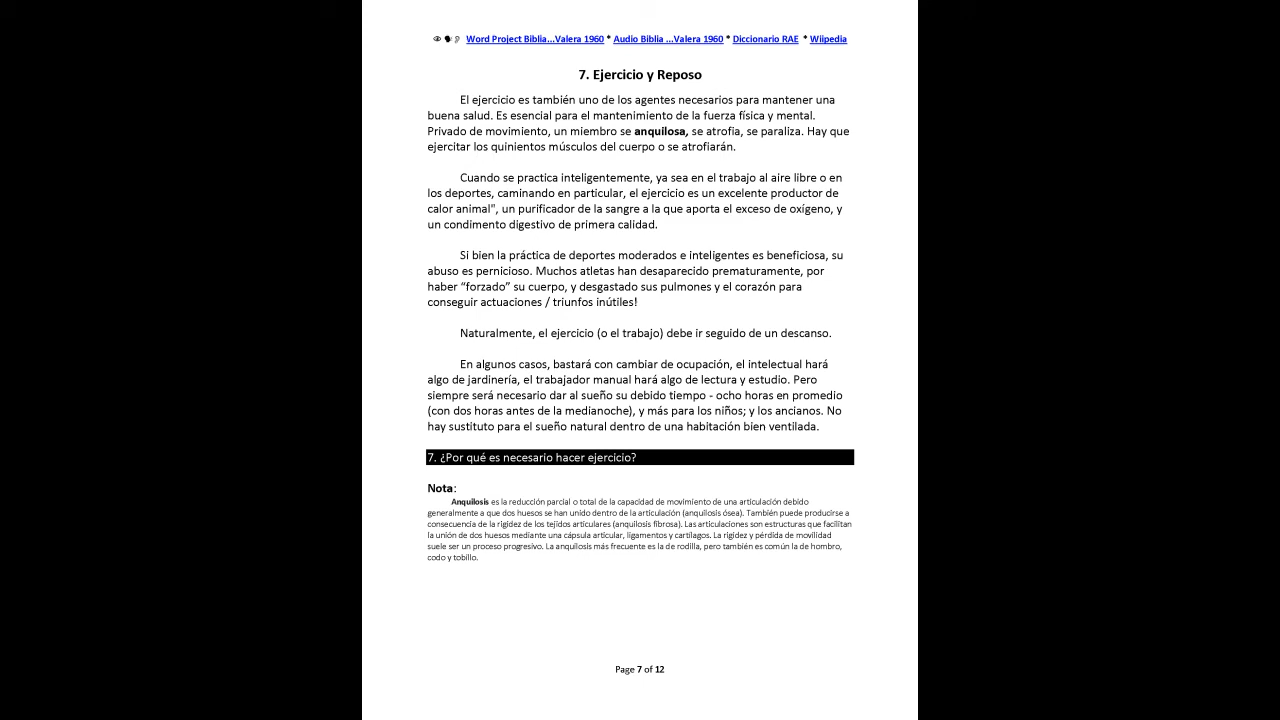 Word Project Biblia...Valera 1960 * Audio Biblia ...Valera 1960 * Diccionario RAE * Wiipedia
7. Ejercicio y Reposo
El ejercicio es también uno de los agentes necesarios para mantener una
buena salud. Es esencial para el mantenimiento de la fuerza física y mental.
Privado de movimiento, un miembro se anquilosa, se atrofia, se paraliza. Hay que
ejercitar los quinientos músculos del cuerpo o se atrofiarán.
Cuando se practica inteligentemente, ya sea en el trabajo al aire libre o en
los deportes, caminando en particular, el ejercicio es un excelente productor de
calor animal", un purificador de la sangre a la que aporta el exceso de oxígeno, y
un condimento digestivo de primera calidad.
Si bien la práctica de deportes moderados e inteligentes es beneficiosa, su
abuso es pernicioso. Muchos atletas han desaparecido prematuramente, por
haber “forzado” su cuerpo, y desgastado sus pulmones y el corazón para
conseguir actuaciones / triunfos inútiles!
Naturalmente, el ejercicio (o el trabajo) debe ir seguido de un descanso.
En algunos casos, bastará con cambiar de ocupación, el intelectual hará
algo de jardinería, el trabajador manual hará algo de lectura y estudio. Pero
siempre será necesario dar al sueño su debido tiempo - ocho horas en promedio
(con dos horas antes de la medianoche), y más para los niños; y los ancianos. No
hay sustituto para el sueño natural dentro de una habitación bien ventilada.
7. ¿Por qué es necesario hacer ejercicio?
Nota:
Anquilosis es la reducción parcial o total de la capacidad de movimiento de una articulación debido
generalmente a que dos huesos se han unido dentro de la articulación (anquilosis ósea). También puede producirse a
consecuencia de la rigidez de los tejidos articulares (anquilosis fibrosa). Las articulaciones son estructuras que facilitan
la unión de dos huesos mediante una cápsula articular, ligamentos y cartílagos. La rigidez y pérdida de movilidad
suele ser un proceso progresivo. La anquilosis más frecuente es la de rodilla, pero también es común la de hombro,
codo y tobillo.
Page 7 of 12